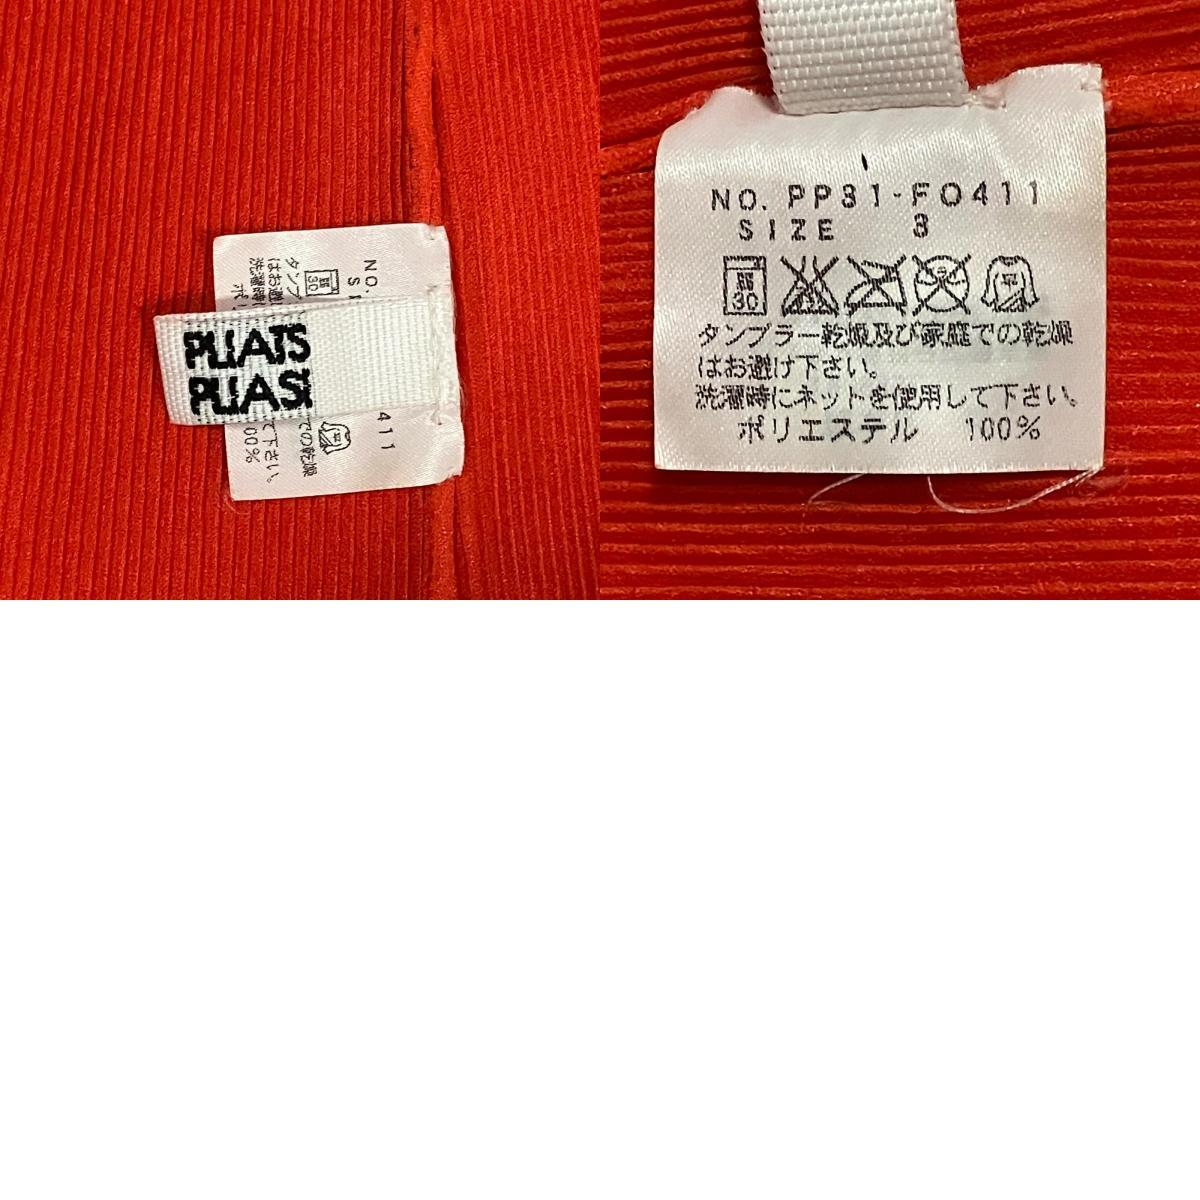 PLEATS
PLEASE
NO.
411
NO. PP31-FO411
SIZE 3
30
タンブラー乾燥及び家庭での乾燥
はお避け下さい。
洗濯時にネットを使用して下さい。
ポリエステル 100%